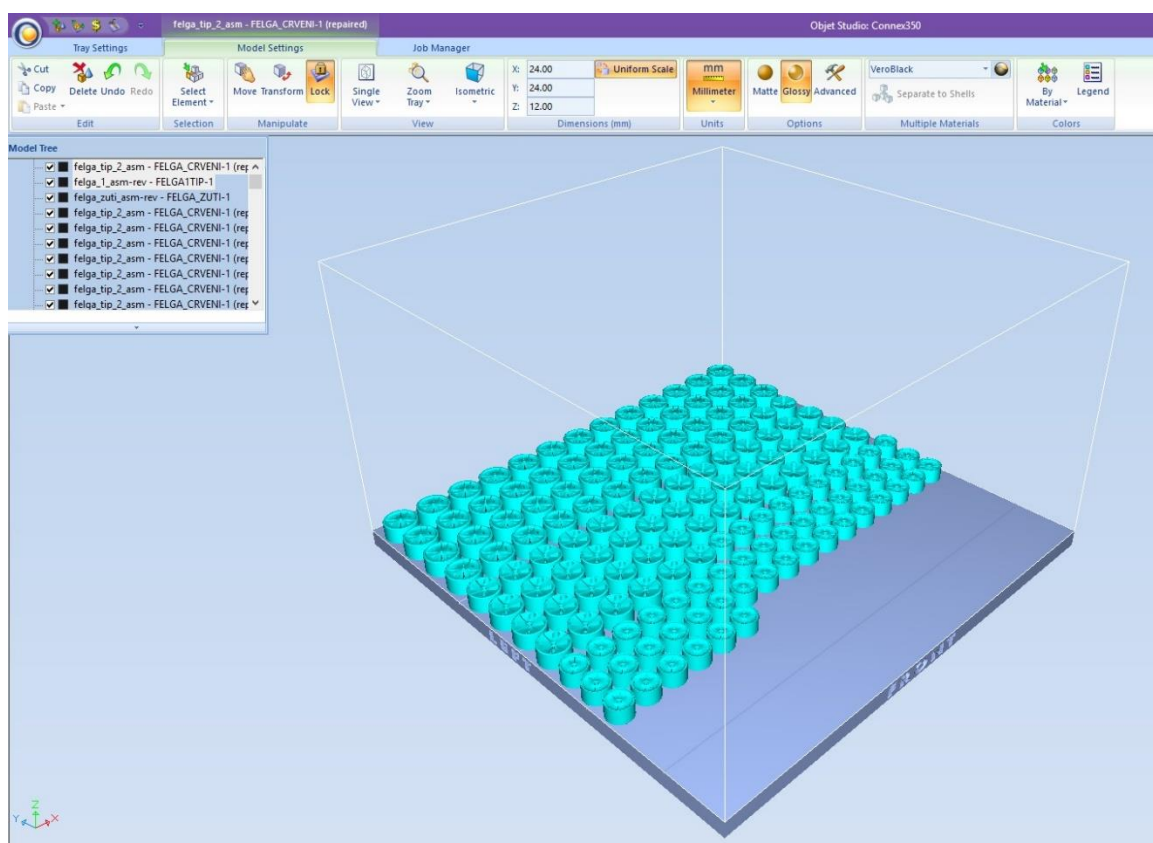 felga_tip_2_asm - FELGA_CRVENI-1 (repaired)
Objet Studio: Connex350
Tray Settings
Model Settings
Job Manager
Cut
Copy
Paste
Delete Undo Redo
Edit
Select Element
Selection
Move Transform Lock
Manipulate
Single View
Zoom Tray
Isometric
View
X: 24.00
Y: 24.00
Z: 12.00
Uniform Scale
Dimensions (mm)
mm
Millimeter
Units
Matte Glossy Advanced
Options
VeroBlack
Separate to Shells
Multiple Materials
By Material
Legend
Colors
Model Tree
felga_tip_2_asm - FELGA_CRVENI-1 (rep
felga_1_asm-rev - FELGA1TIP-1
felga_zuti_asm-rev - FELGA_ZUTI-1
felga_tip_2_asm - FELGA_CRVENI-1 (rep
felga_tip_2_asm - FELGA_CRVENI-1 (rep
felga_tip_2_asm - FELGA_CRVENI-1 (rep
felga_tip_2_asm - FELGA_CRVENI-1 (rep
felga_tip_2_asm - FELGA_CRVENI-1 (rep
felga_tip_2_asm - FELGA_CRVENI-1 (rep
felga_tip_2_asm - FELGA_CRVENI-1 (rep
LEFT
FRONT
Z
Y
X